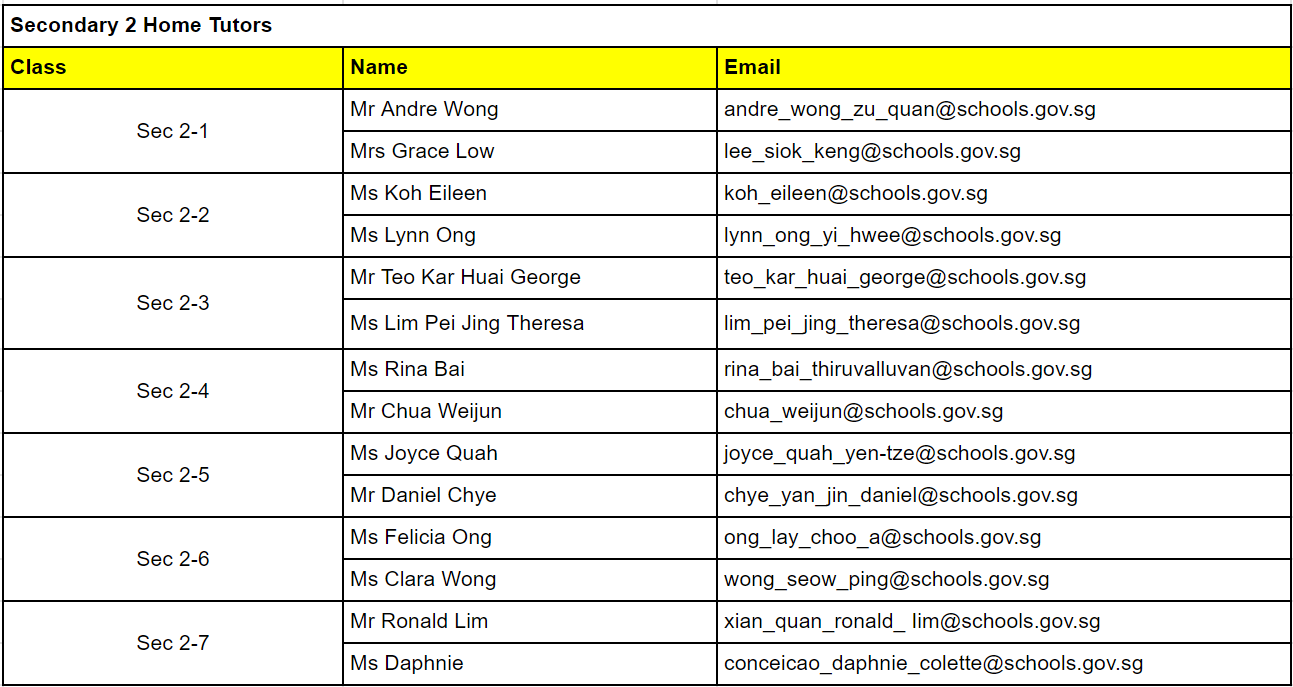 Secondary 2 Home Tutors
Class Name Email
Sec 2-1
Mr Andre Wong andre_wong_zu_quan@schools.gov.sg
Mrs Grace Low lee_siok_keng@schools.gov.sg
Sec 2-2
Ms Koh Eileen koh_eileen@schools.gov.sg
Ms Lynn Ong lynn_ong_yi_hwee@schools.gov.sg
Sec 2-3
Mr Teo Kar Huai George teo_kar_huai_george@schools.gov.sg
Ms Lim Pei Jing Theresa lim_pei_jing_theresa@schools.gov.sg
Sec 2-4
Ms Rina Bai rina_bai_thiruvalluvan@schools.gov.sg
Mr Chua Weijun chua_weijun@schools.gov.sg
Sec 2-5
Ms Joyce Quah joyce_quah_yen-tze@schools.gov.sg
Mr Daniel Chye chye_yan_jin_daniel@schools.gov.sg
Sec 2-6
Ms Felicia Ong ong_lay_choo_a@schools.gov.sg
Ms Clara Wong wong_seow_ping@schools.gov.sg
Sec 2-7
Mr Ronald Lim xian_quan_ronald_ lim@schools.gov.sg
Ms Daphnie conceicao_daphnie_colette@schools.gov.sg